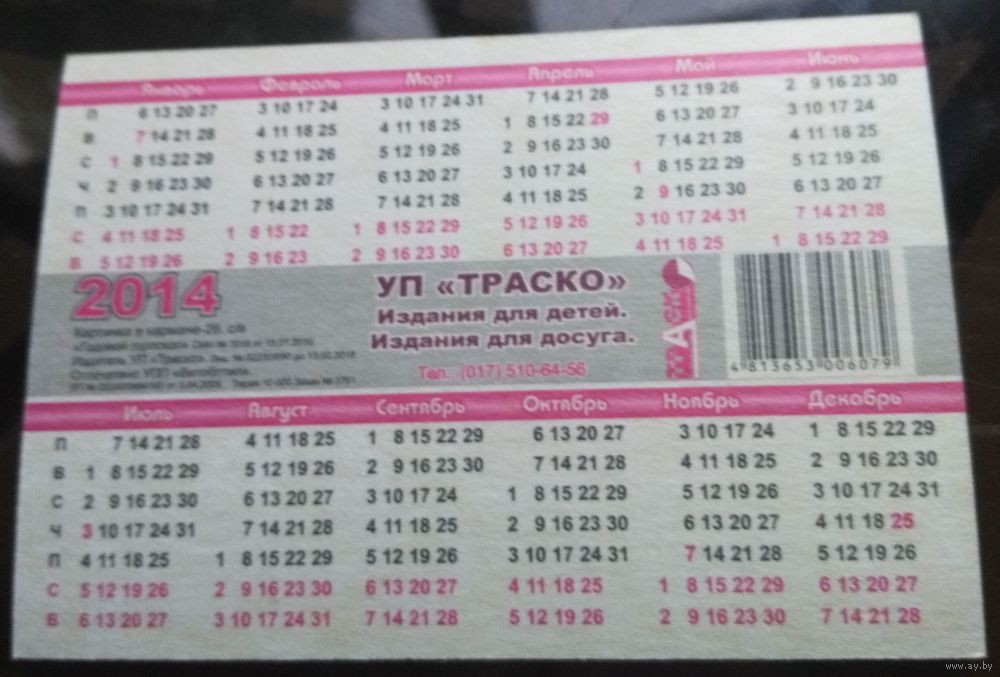 Январь Февраль Март Апрель Май Июнь
П 6 13 20 27 3 10 17 24 3 10 17 24 31 7 14 21 28 5 12 19 26 2 9 16 23 30
В 7 14 21 28 4 11 18 25 4 11 18 25 1 8 15 22 29 6 13 20 27 3 10 17 24
С 1 8 15 22 29 5 12 19 26 5 12 19 26 2 9 16 23 30 7 14 21 28 4 11 18 25
Ч 2 9 16 23 30 6 13 20 27 6 13 20 27 3 10 17 24 1 8 15 22 29 5 12 19 26
П 3 10 17 24 31 7 14 21 28 7 14 21 28 4 11 18 25 2 9 16 23 30 6 13 20 27
С 4 11 18 25 1 8 15 22 1 8 15 22 29 5 12 19 26 3 10 17 24 31 7 14 21 28
В 5 12 19 26 2 9 16 23 2 9 16 23 30 6 13 20 27 4 11 18 25 1 8 15 22 29
2014
Картинка в кармане-26. с/в
УП «ТРАСКО»
Издания для детей.
Издания для досуга.
Тел.: (017) 510-64-56
4 813653 006079
Июль Август Сентябрь Октябрь Ноябрь Декабрь
П 7 14 21 28 4 11 18 25 1 8 15 22 29 6 13 20 27 3 10 17 24 1 8 15 22 29
В 1 8 15 22 29 5 12 19 26 2 9 16 23 30 7 14 21 28 4 11 18 25 2 9 16 23 30
С 2 9 16 23 30 6 13 20 27 3 10 17 24 1 8 15 22 29 5 12 19 26 3 10 17 24 31
Ч 3 10 17 24 31 7 14 21 28 4 11 18 25 2 9 16 23 30 6 13 20 27 4 11 18 25
П 4 11 18 25 1 8 15 22 29 5 12 19 26 3 10 17 24 31 7 14 21 28 5 12 19 26
С 5 12 19 26 2 9 16 23 30 6 13 20 27 4 11 18 25 1 8 15 22 29 6 13 20 27
В 6 13 20 27 3 10 17 24 31 7 14 21 28 5 12 19 26 2 9 16 23 30 7 14 21 28
www.ay.by